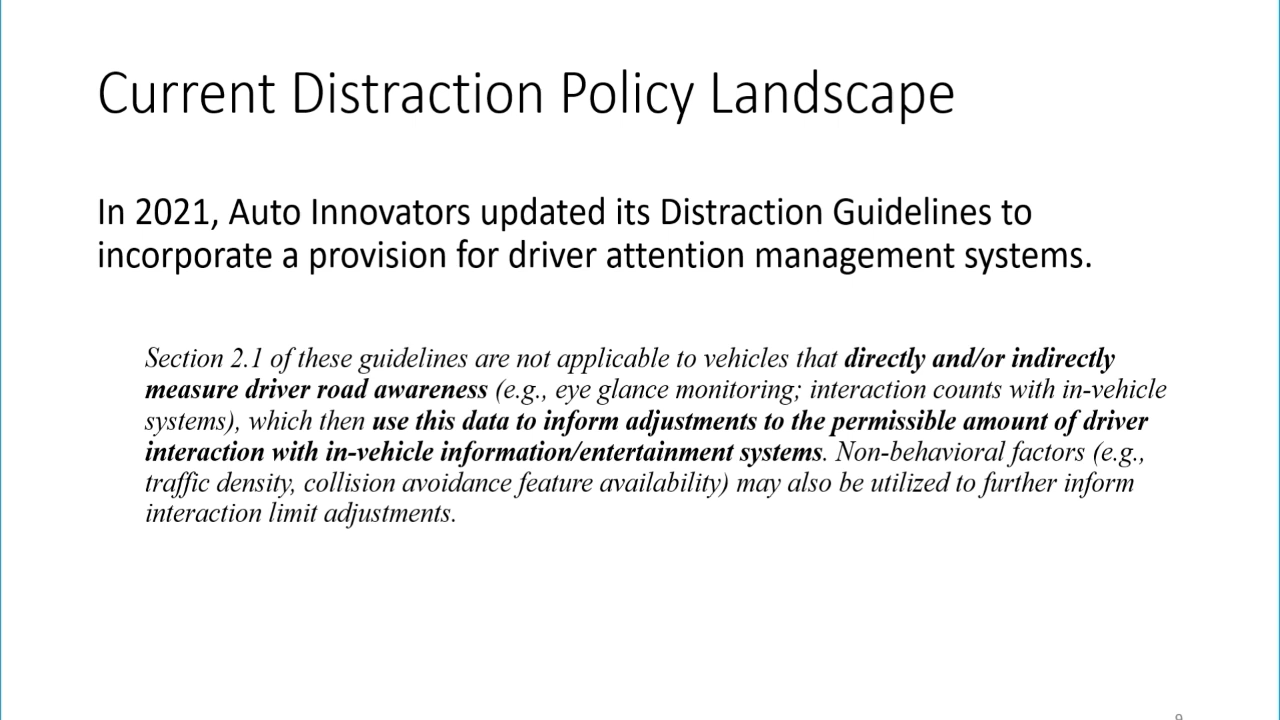 Current Distraction Policy Landscape
In 2021, Auto Innovators updated its Distraction Guidelines to
incorporate a provision for driver attention management systems.
Section 2.1 of these guidelines are not applicable to vehicles that directly and/or indirectly
measure driver road awareness (e.g., eye glance monitoring; interaction counts with in-vehicle
systems), which then use this data to inform adjustments to the permissible amount of driver
interaction with in-vehicle information/entertainment systems. Non-behavioral factors (e.g.,
traffic density, collision avoidance feature availability) may also be utilized to further inform
interaction limit adjustments.
9